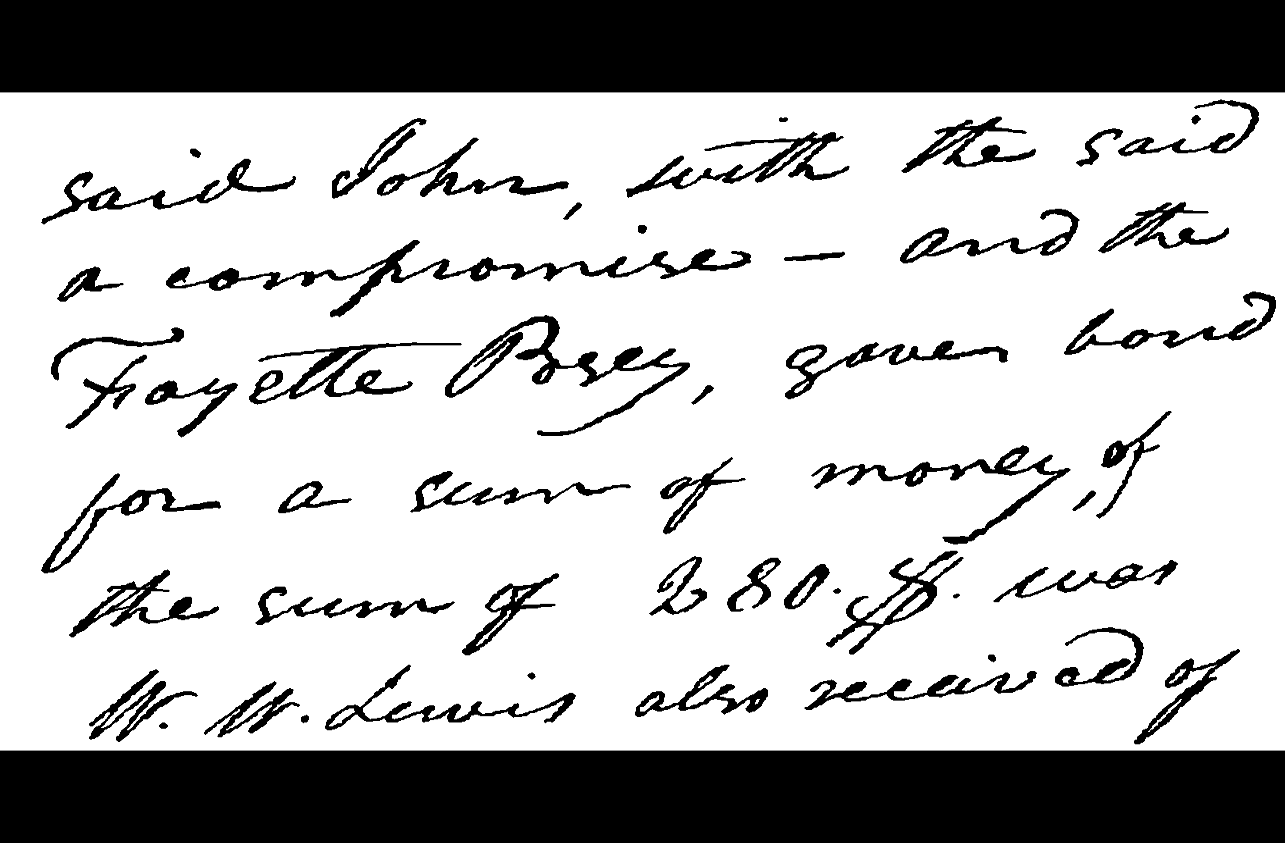 said John, with the said
a compromise — and the
Fayette Posey, gave bond
for a sum of money, of
the sum of 280.$. was
W. W. Lewis also received of